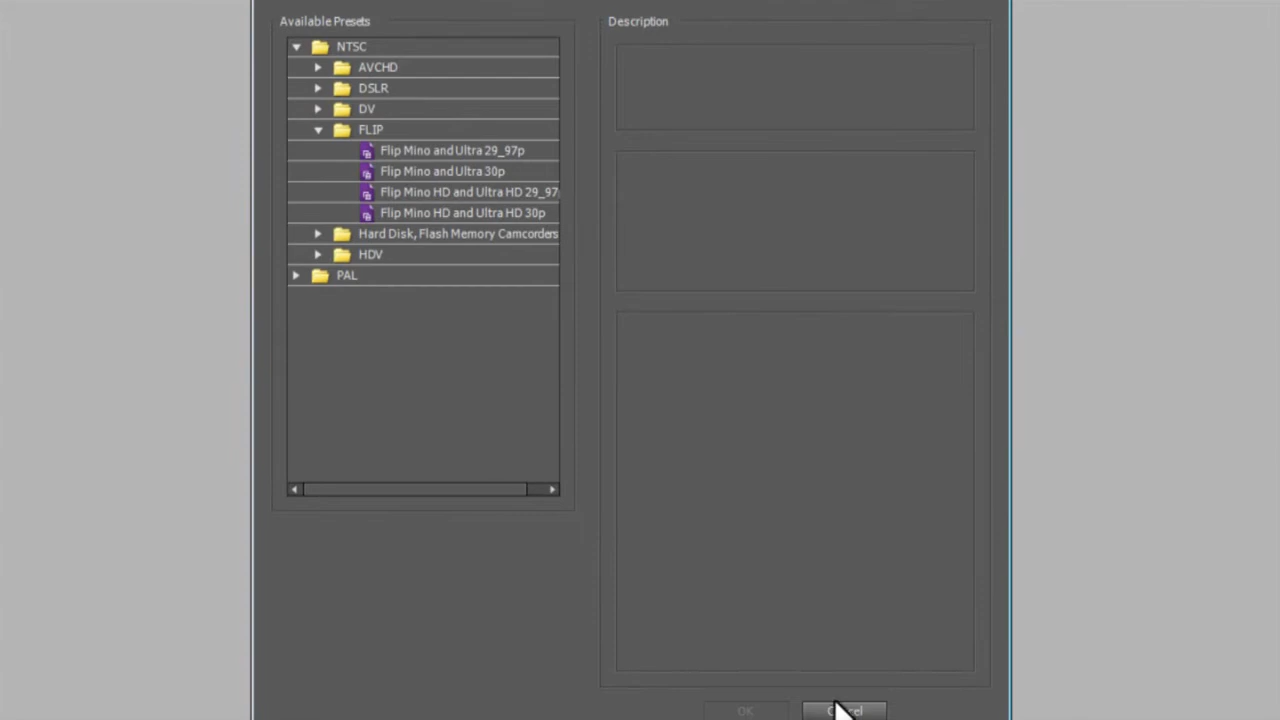 Available Presets
Description
NTSC
AVCHD
DSLR
DV
FLIP
Flip Mino and Ultra 29_97p
Flip Mino and Ultra 30p
Flip Mino HD and Ultra HD 29_97
Flip Mino HD and Ultra HD 30p
Hard Disk, Flash Memory Camcorders
HDV
PAL
OK
Cancel